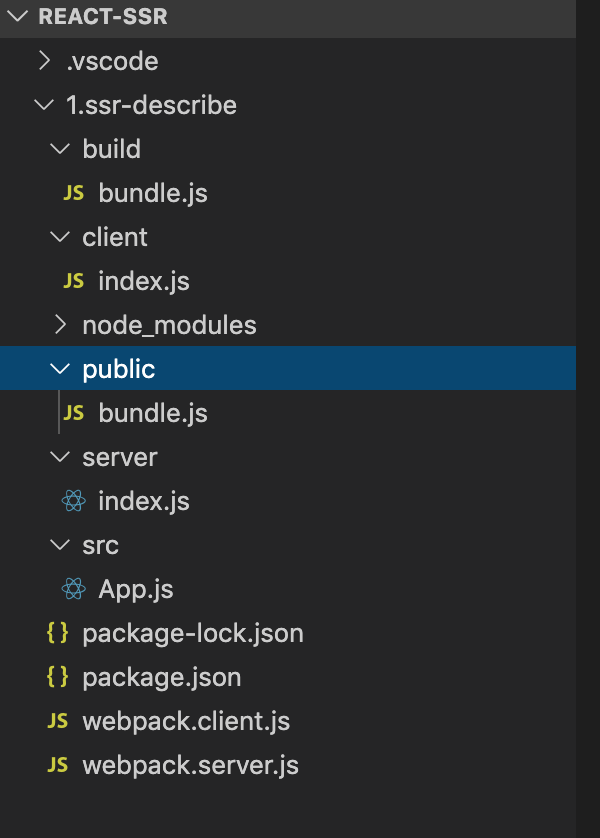 REACT-SSR
.vscode
1.ssr-describe
build
JS bundle.js
client
JS index.js
node_modules
public
JS bundle.js
server
index.js
src
App.js
{} package-lock.json
{} package.json
JS webpack.client.js
JS webpack.server.js